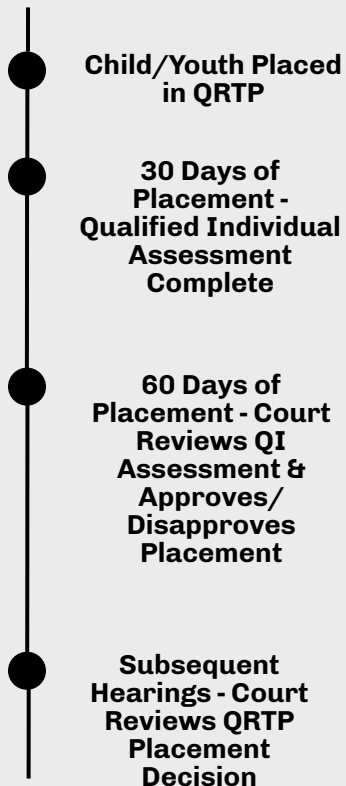 Child/Youth Placed
in QRTP
30 Days of
Placement -
Qualified Individual
Assessment
Complete
60 Days of
Placement - Court
Reviews QI
Assessment &
Approves/
Disapproves
Placement
Subsequent
Hearings - Court
Reviews QRTP
Placement
Decision